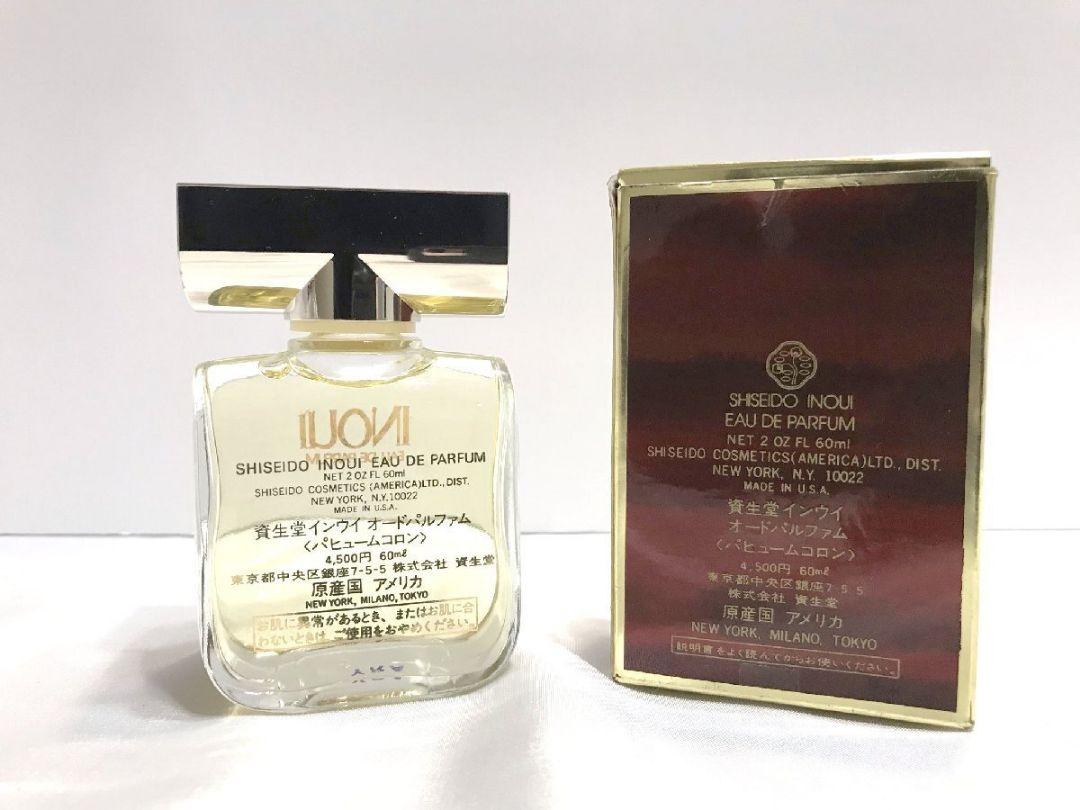 INOUI
EAU DE PARFUM
SHISEIDO INOUI EAU DE PARFUM
NET 2 OZ FL 60ml
SHISEIDO COSMETICS (AMERICA)LTD.,DIST.
NEW YORK, N.Y.10022
MADE IN U.S.A.
資生堂インウイ オードパルファム
〈パヒュームコロン〉
4,500円 60mℓ
東京都中央区銀座7-5-5 株式会社 資生堂
原産国 アメリカ
NEW YORK, MILANO, TOKYO
お肌に異常があるとき、またはお肌に合
わないときは、ご使用をおやめください。
SHISEIDO INOUI
EAU DE PARFUM
NET 2 OZ FL 60ml
SHISEIDO COSMETICS(AMERICA)LTD., DIST.
NEW YORK, N.Y. 10022
MADE IN U.S.A.
資生堂インウイ
オードパルファム
〈パヒュームコロン〉
4,500円 60mℓ
東京都中央区銀座7-5-5
株式会社 資生堂
原産国 アメリカ
NEW YORK, MILANO, TOKYO
説明書をよく読んでからお使いください。